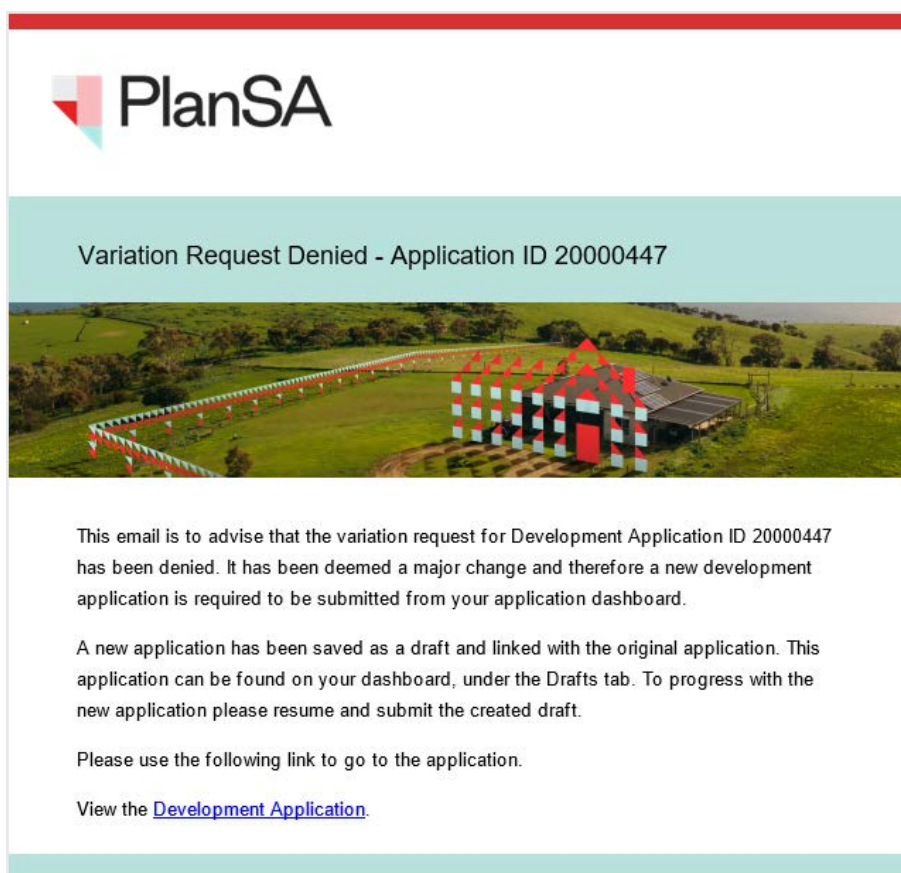 PlanSA
Variation Request Denied - Application ID 20000447
This email is to advise that the variation request for Development Application ID 20000447
has been denied. It has been deemed a major change and therefore a new development
application is required to be submitted from your application dashboard.
A new application has been saved as a draft and linked with the original application. This
application can be found on your dashboard, under the Drafts tab. To progress with the
new application please resume and submit the created draft.
Please use the following link to go to the application.
View the Development Application.